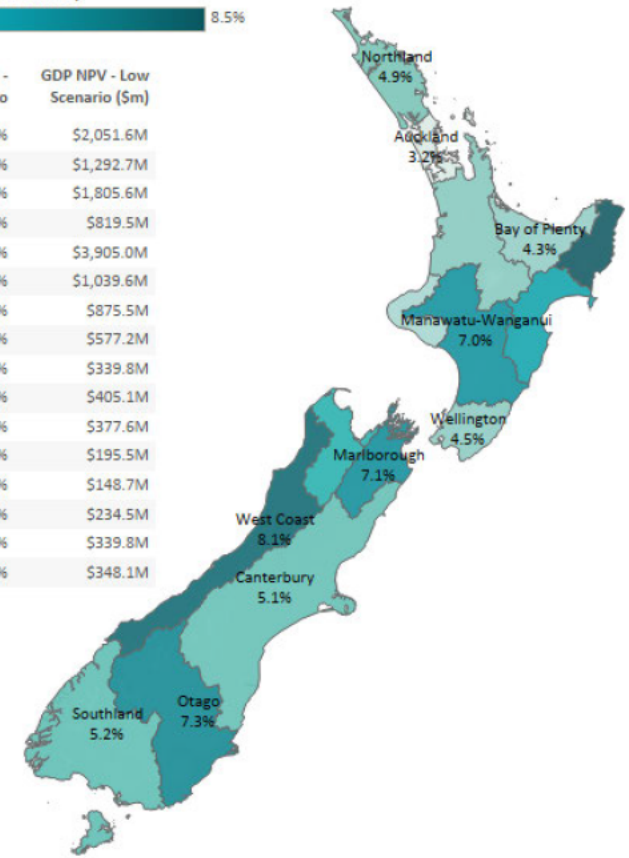 8.5%
-
o
GDP NPV - Low
Scenario ($m)
% $2,051.6M
% $1,292.7M
% $1,805.6M
% $819.5M
% $3,905.0M
% $1,039.6M
% $875.5M
% $577.2M
% $339.8M
% $405.1M
% $377.6M
% $195.5M
% $148.7M
% $234.5M
% $339.8M
% $348.1M
Northland
4.9%
Auckland
3.2%
Bay of Plenty
4.3%
Manawatu-Wanganui
7.0%
Wellington
4.5%
Marlborough
7.1%
West Coast
8.1%
Canterbury
5.1%
Otago
7.3%
Southland
5.2%